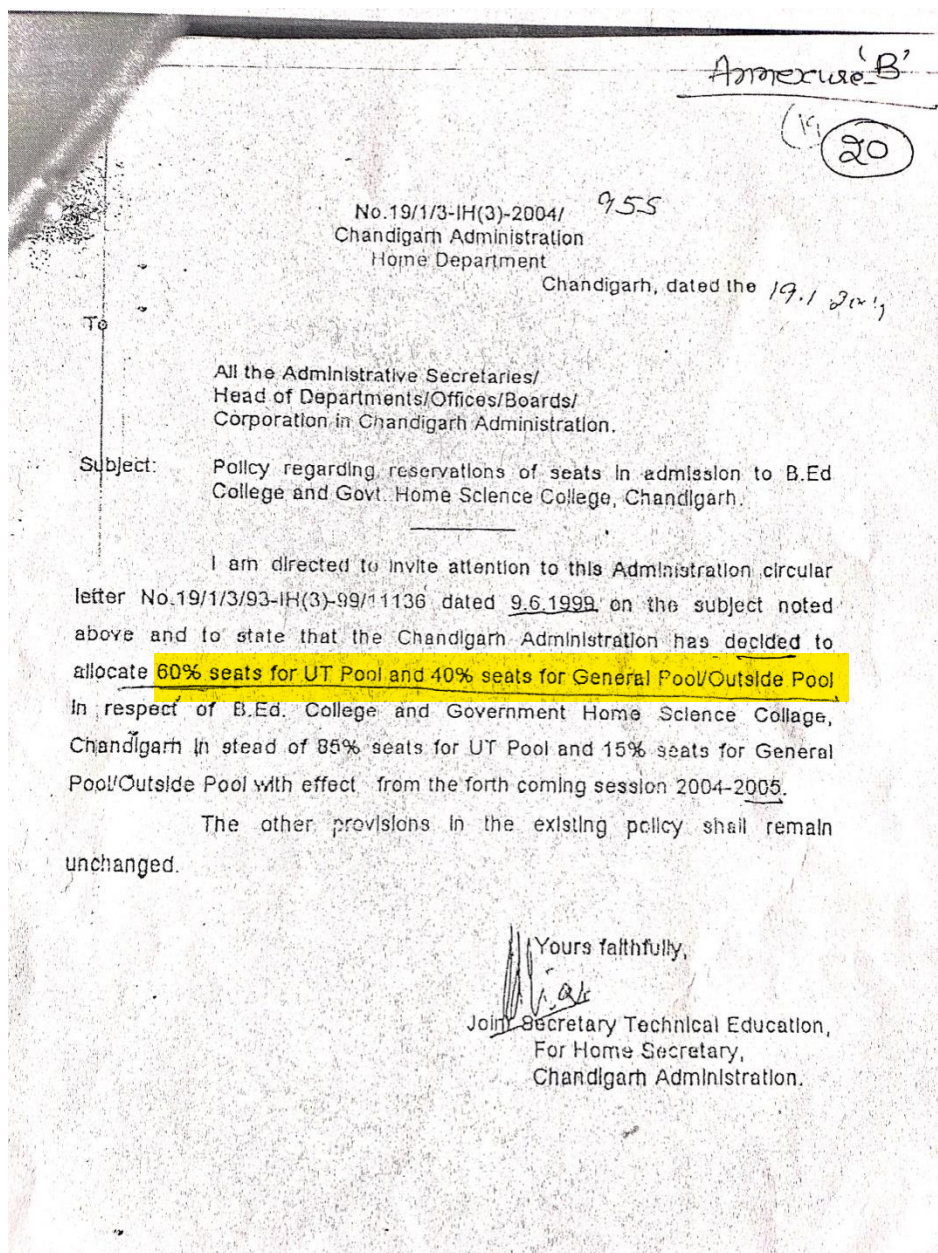 Annexure 'B'
20
No.19/1/3-IH(3)-2004/ 955
Chandigarh Administration
Home Department
Chandigarh, dated the 19.1
To
All the Administrative Secretaries/
Head of Departments/Offices/Boards/
Corporation in Chandigarh Administration.
Subject: Policy regarding reservations of seats in admission to B.Ed
College and Govt. Home Science College, Chandigarh.
I am directed to invite attention to this Administration circular
letter No.19/1/3/93-IH(3)-99/11136 dated 9.6.1999 on the subject noted
above and to state that the Chandigarh Administration has decided to
allocate 60% seats for UT Pool and 40% seats for General Pool/Outside Pool
in respect of B.Ed. College and Government Home Science Collage,
Chandigarh in stead of 85% seats for UT Pool and 15% seats for General
Pool/Outside Pool with effect from the forth coming session 2004-2005.
The other provisions in the existing policy shall remain
unchanged.
Yours faithfully,
Joint Secretary Technical Education,
For Home Secretary,
Chandigarh Administration.